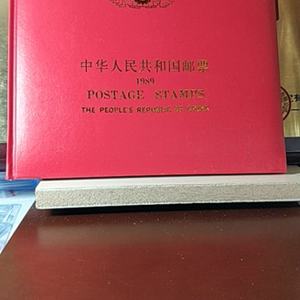 中华人民共和国邮票
1989
POSTAGE STAMPS
THE PEOPLE'S REPUBLIC OF CHINA